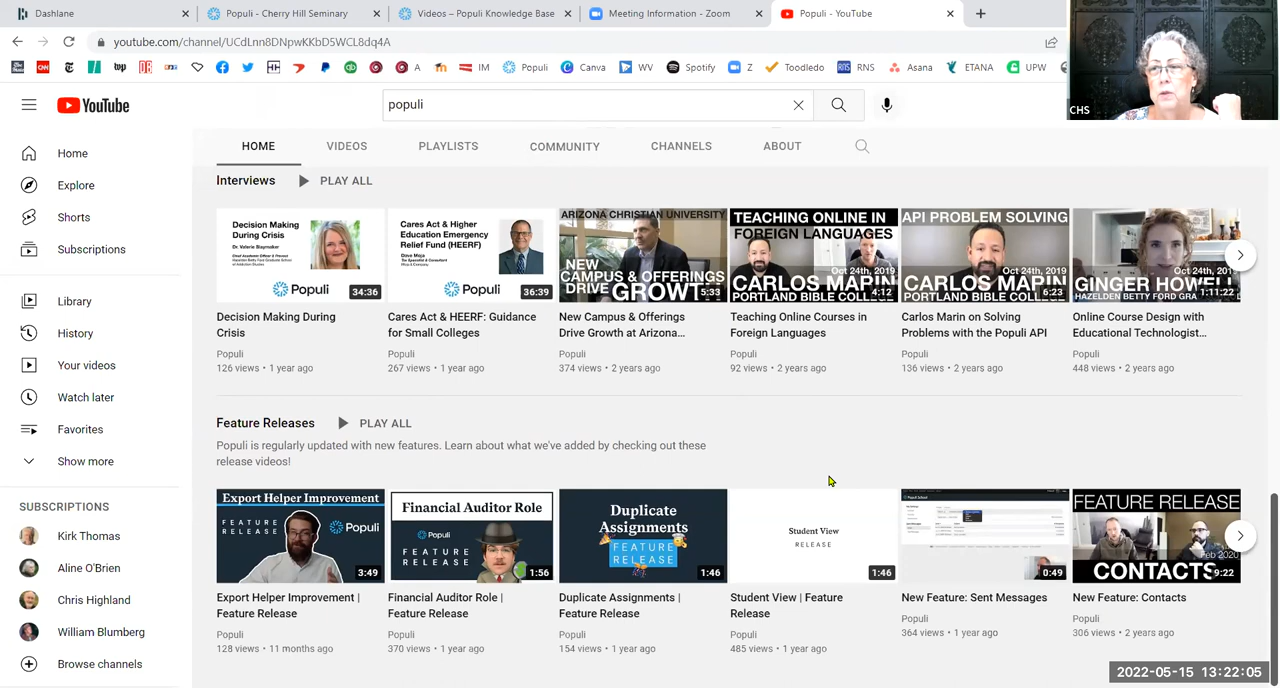 Dashlane
Populi - Cherry Hill Seminary
Videos – Populi Knowledge Base
Meeting Information - Zoom
Populi - YouTube
youtube.com/channel/UCdLnn8DNpwKKbD5WCL8dq4A
CNN
wp
A
IM
Populi
Canva
WV
Spotify
Z
Toodledo
RNS
RNS
Asana
ETANA
UPW
CHS
YouTube
populi
Home
Explore
Shorts
Subscriptions
Library
History
Your videos
Watch later
Favorites
Show more
SUBSCRIPTIONS
Kirk Thomas
Aline O'Brien
Chris Highland
William Blumberg
Browse channels
HOME
VIDEOS
PLAYLISTS
COMMUNITY
CHANNELS
ABOUT
Interviews
PLAY ALL
Decision Making
During Crisis
Dr. Valerie Slaymaker
Populi
34:36
Decision Making During
Crisis
Populi
126 views • 1 year ago
Cares Act & Higher
Education Emergency
Relief Fund (HEERF)
Dave Moja
Populi
36:39
Cares Act & HEERF: Guidance
for Small Colleges
Populi
267 views • 1 year ago
ARIZONA CHRISTIAN UNIVERSITY
NEW
CAMPUS & OFFERINGS
DRIVE GROWTH
5:33
New Campus & Offerings
Drive Growth at Arizona...
Populi
374 views • 2 years ago
TEACHING ONLINE IN
FOREIGN LANGUAGES
Oct 24th, 2019
CARLOS MARIN
PORTLAND BIBLE COLLEG
4:12
Teaching Online Courses in
Foreign Languages
Populi
92 views • 2 years ago
API PROBLEM SOLVING
Oct 24th, 2019
CARLOS MARIN
PORTLAND BIBLE COLLEG
6:23
Carlos Marin on Solving
Problems with the Populi API
Populi
136 views • 2 years ago
Oct 24th, 201
GINGER HOWELL
HAZELDEN BETTY FORD GRA
1:11:22
Online Course Design with
Educational Technologist...
Populi
448 views • 2 years ago
Feature Releases
PLAY ALL
Populi is regularly updated with new features. Learn about what we've added by checking out these
release videos!
Export Helper Improvement
FEATURE
RELEASE
Populi
3:49
Export Helper Improvement |
Feature Release
Populi
128 views • 11 months ago
Financial Auditor Role
Populi
FEATURE
RELEASE
1:56
Financial Auditor Role |
Feature Release
Populi
370 views • 1 year ago
Duplicate
Assignments
FEATURE
RELEASE
1:46
Duplicate Assignments |
Feature Release
Populi
154 views • 1 year ago
Student View
RELEASE
1:46
Student View | Feature
Release
Populi
485 views • 1 year ago
0:49
New Feature: Sent Messages
Populi
364 views • 1 year ago
FEATURE RELEASE
Feb 2020
CONTACTS
9:22
New Feature: Contacts
Populi
306 views • 2 years ago
2022-05-15 13:22:05